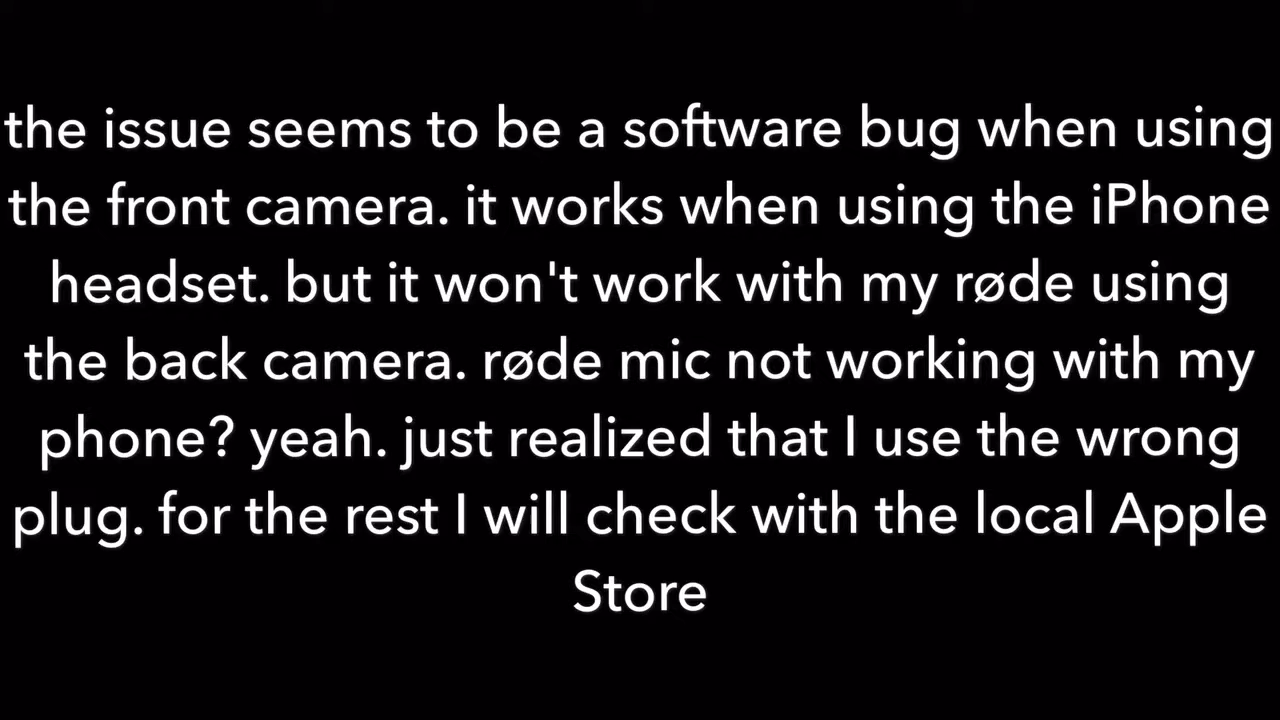 the issue seems to be a software bug when using
the front camera. it works when using the iPhone
headset. but it won't work with my røde using
the back camera. røde mic not working with my
phone? yeah. just realized that I use the wrong
plug. for the rest I will check with the local Apple
Store